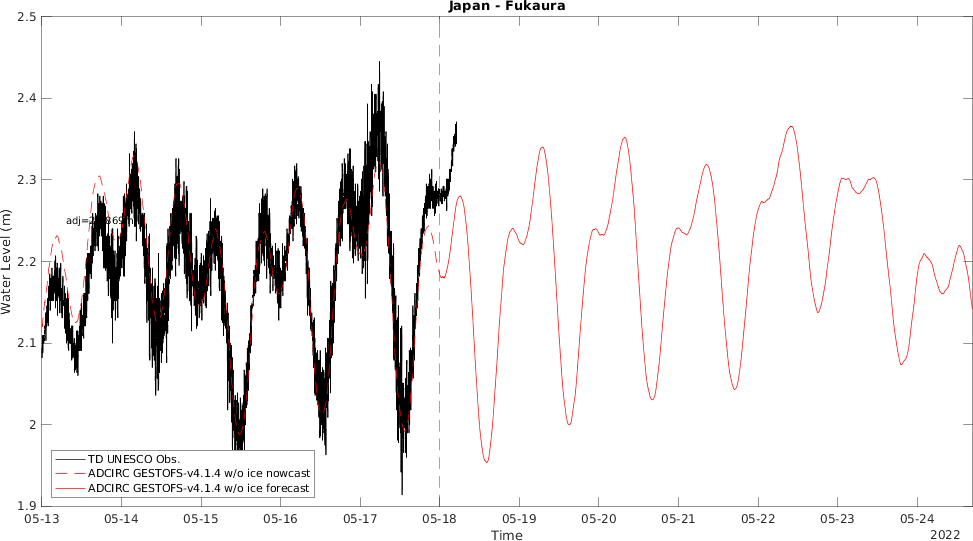 Japan - Fukaura
2.5
2.4
2.3
2.2
2.1
2
1.9
Water Level (m)
TD UNESCO Obs.
ADCIRC GESTOFS-v4.1.4 w/o ice nowcast
ADCIRC GESTOFS-v4.1.4 w/o ice forecast
05-13 05-14 05-15 05-16 05-17 05-18 05-19 05-20 05-21 05-22 05-23 05-24
Time
2022